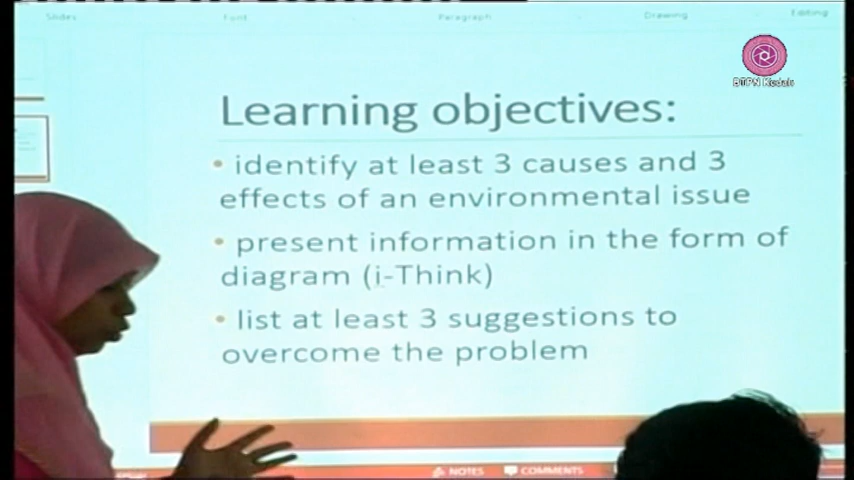 Slides Font Paragraph Drawing Editing
BTPN Kedah
Learning objectives:
• identify at least 3 causes and 3
effects of an environmental issue
• present information in the form of
diagram (i-Think)
• list at least 3 suggestions to
overcome the problem
NOTES COMMENTS